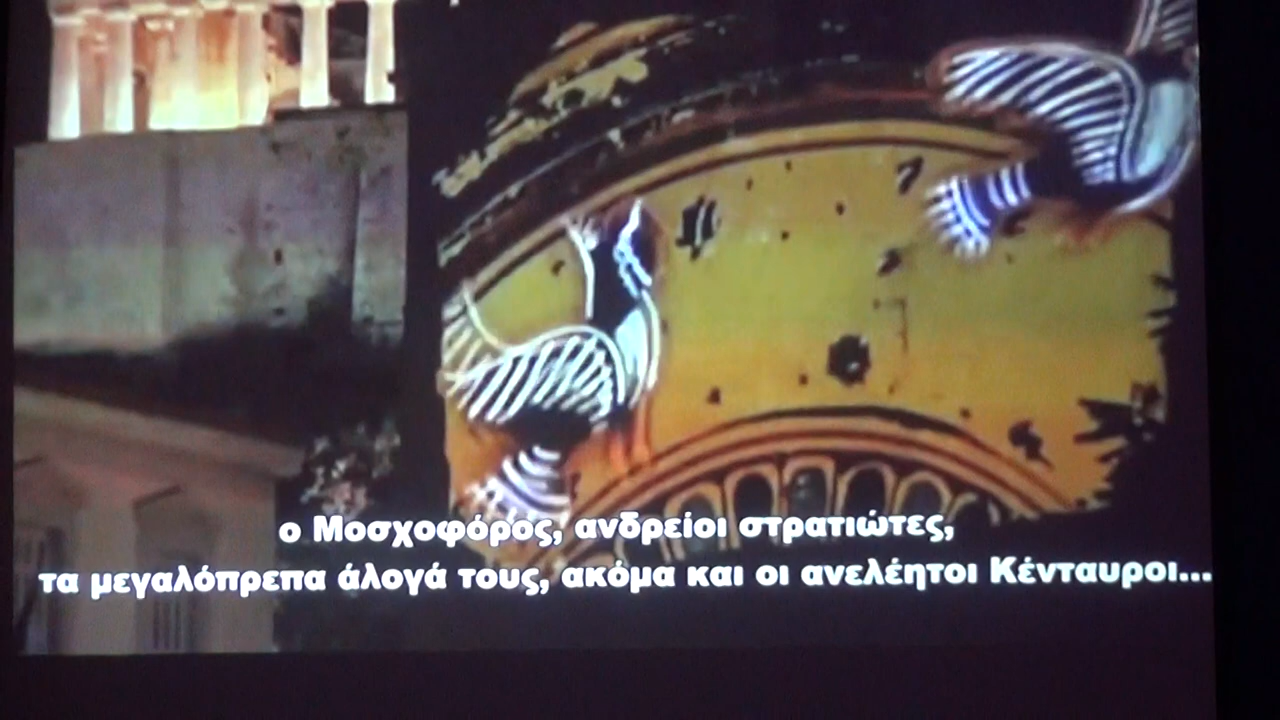 ο Μοσχοφόρος, ανδρείοι στρατιώτες,
τα μεγαλόπρεπα άλογά τους, ακόμα και οι ανελέητοι Κένταυροι...